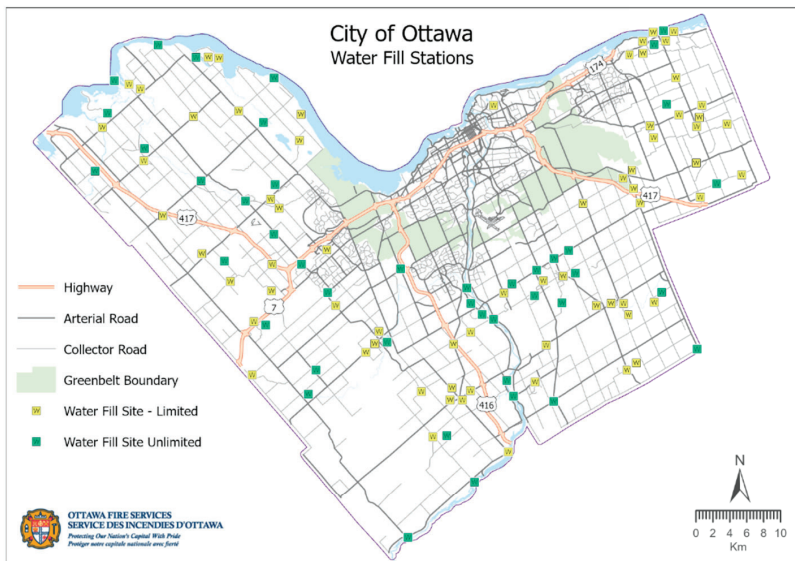 City of Ottawa
Water Fill Stations
174
417
417
7
416
Highway
Arterial Road
Collector Road
Greenbelt Boundary
W Water Fill Site - Limited
W Water Fill Site Unlimited
OTTAWA FIRE SERVICES
SERVICE DES INCENDIES D'OTTAWA
Protecting Our Nation's Capital With Pride
Protéger notre capitale nationale avec fierté
N
0 2 4 6 8 10
Km